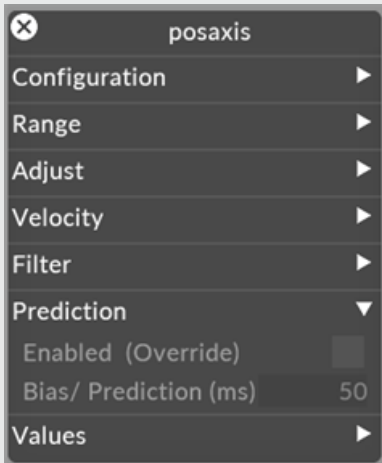 posaxis
Configuration
Range
Adjust
Velocity
Filter
Prediction
Enabled (Override)
Bias/ Prediction (ms) 50
Values